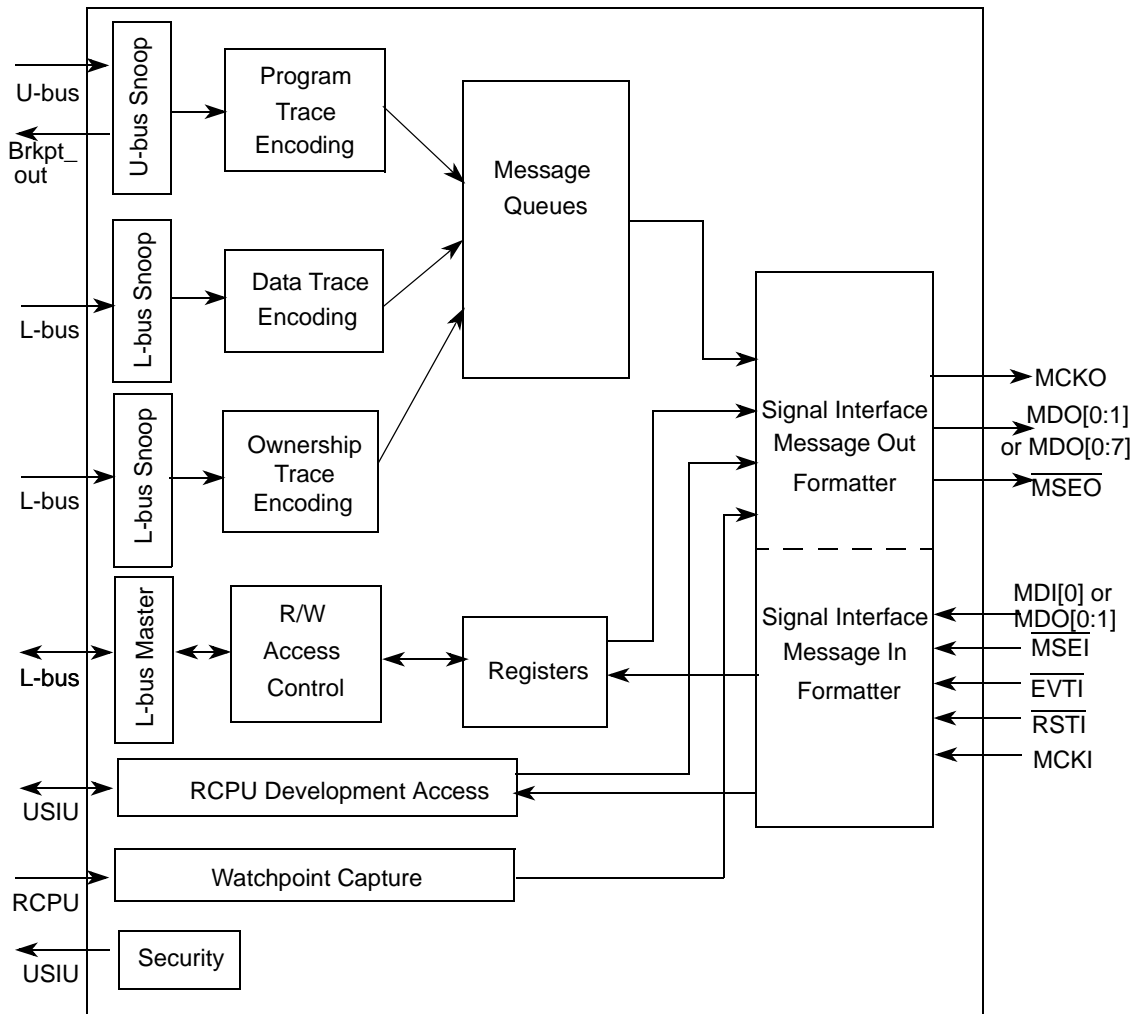 U-bus
Brkpt_
out
U-bus Snoop
Program
Trace
Encoding
Message
Queues
L-bus
L-bus Snoop
Data Trace
Encoding
L-bus
L-bus Snoop
Ownership
Trace
Encoding
Signal Interface
Message Out
Formatter
MCKO
MDO[0:1]
or MDO[0:7]
MSEO
L-bus
L-bus Master
R/W
Access
Control
Registers
Signal Interface
Message In
Formatter
MDI[0] or
MDO[0:1]
MSEI
EVTI
RSTI
MCKI
USIU
RCPU Development Access
RCPU
Watchpoint Capture
USIU
Security